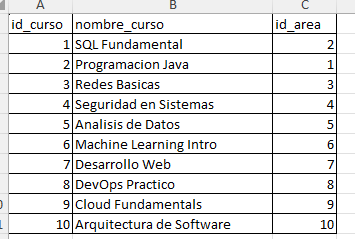 A B C
id_curso nombre_curso id_area
1 SQL Fundamental 2
2 Programacion Java 1
3 Redes Basicas 3
4 Seguridad en Sistemas 4
5 Analisis de Datos 5
6 Machine Learning Intro 6
7 Desarrollo Web 7
8 DevOps Practico 8
9 Cloud Fundamentals 9
10 Arquitectura de Software 10